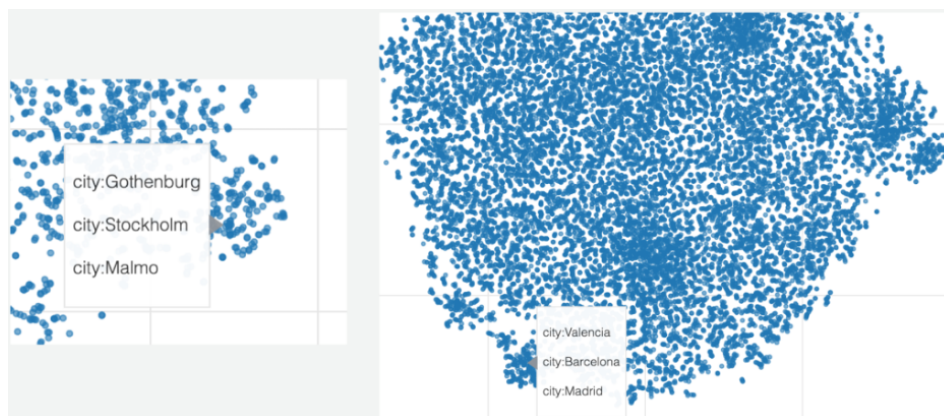 city:Gothenburg
city:Stockholm
city:Malmo
city:Valencia
city:Barcelona
city:Madrid